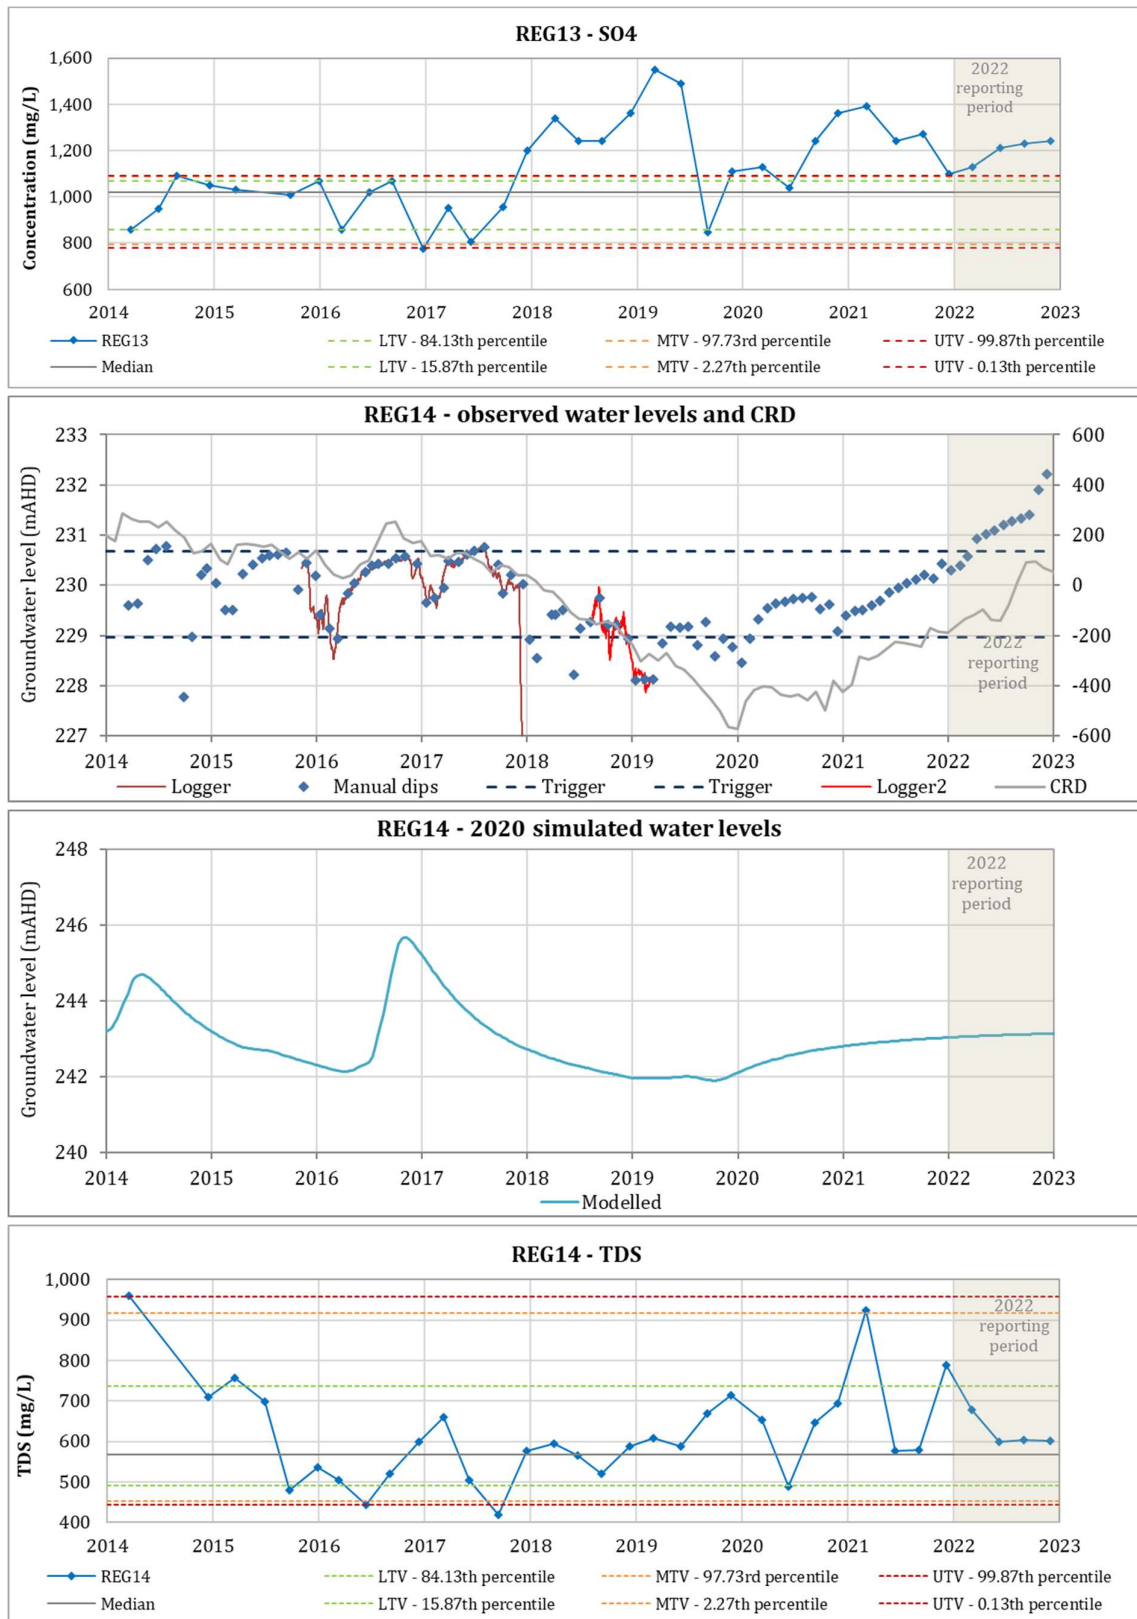 REG13 - SO4
Concentration (mg/L)
1,600
1,400
1,200
1,000
800
600
2022
reporting
period
2014 2015 2016 2017 2018 2019 2020 2021 2022 2023
REG13 LTV - 84.13th percentile MTV - 97.73rd percentile UTV - 99.87th percentile
Median LTV - 15.87th percentile MTV - 2.27th percentile UTV - 0.13th percentile
REG14 - observed water levels and CRD
Groundwater level (mAHD)
233 600
232 400
231 200
230 0
229 -200
228 -400
227 -600
2022
reporting
period
2014 2015 2016 2017 2018 2019 2020 2021 2022 2023
Logger Manual dips Trigger Trigger Logger2 CRD
REG14 - 2020 simulated water levels
Groundwater level (mAHD)
248
246
244
242
240
2022
reporting
period
2014 2015 2016 2017 2018 2019 2020 2021 2022 2023
Modelled
REG14 - TDS
TDS (mg/L)
1,000
900
800
700
600
500
400
2022
reporting
period
2014 2015 2016 2017 2018 2019 2020 2021 2022 2023
REG14 LTV - 84.13th percentile MTV - 97.73rd percentile UTV - 99.87th percentile
Median LTV - 15.87th percentile MTV - 2.27th percentile UTV - 0.13th percentile